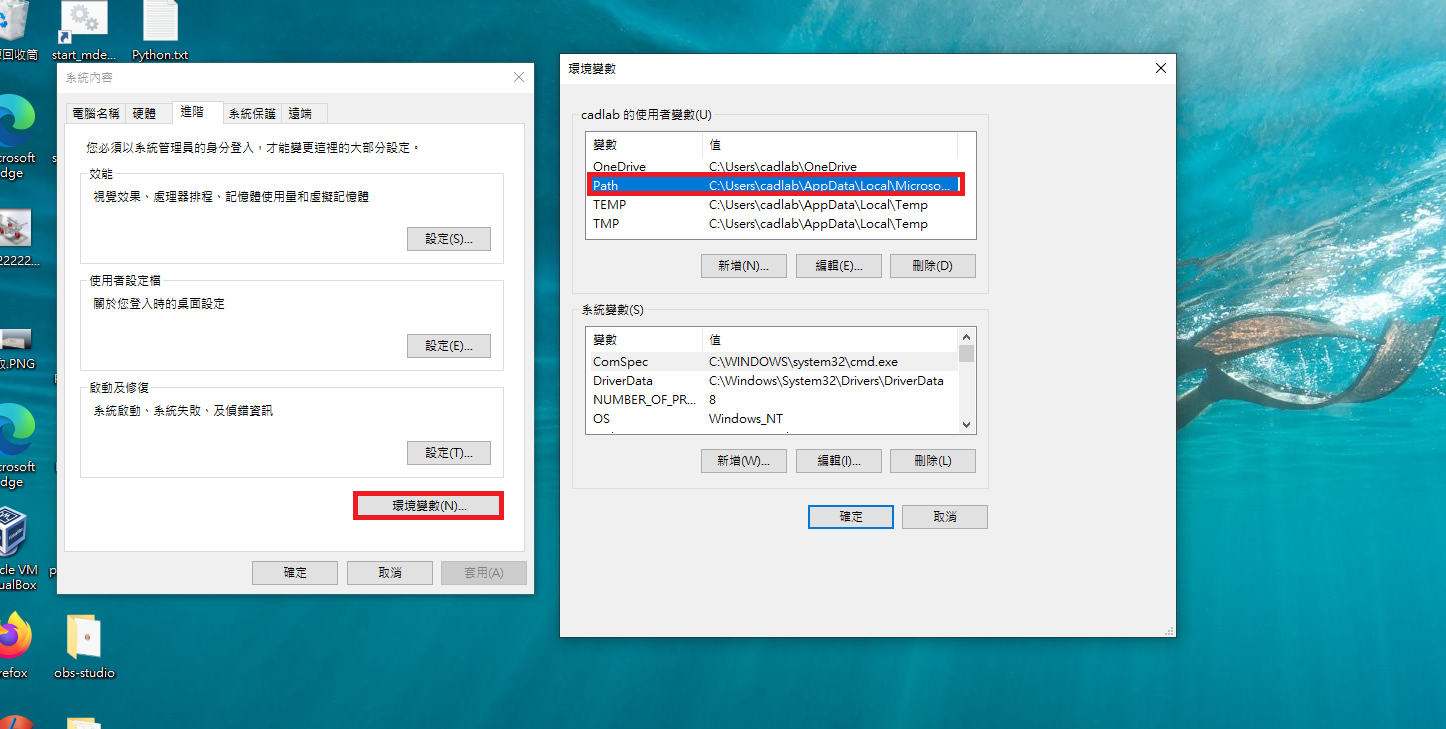 start_mde...
Python.txt
回收筒
系統內容
電腦名稱 硬體 進階 系統保護 遠端
您必須以系統管理員的身分登入，才能變更這裡的大部分設定。
效能
視覺效果、處理器排程、記憶體使用量和虛擬記憶體
設定(S)...
使用者設定檔
關於您登入時的桌面設定
設定(E)...
啟動及修復
系統啟動、系統失敗、及偵錯資訊
設定(T)...
環境變數(N)...
確定 取消 套用(A)
環境變數
cadlab 的使用者變數(U)
變數 值
OneDrive C:\Users\cadlab\OneDrive
Path C:\Users\cadlab\AppData\Local\Microso...
TEMP C:\Users\cadlab\AppData\Local\Temp
TMP C:\Users\cadlab\AppData\Local\Temp
新增(N)... 編輯(E)... 刪除(D)
系統變數(S)
變數 值
ComSpec C:\WINDOWS\system32\cmd.exe
DriverData C:\Windows\System32\Drivers\DriverData
NUMBER_OF_PR... 8
OS Windows_NT
新增(W)... 編輯(I)... 刪除(L)
確定 取消
crosoft
dge
22222...
.PNG
crosoft
dge
cle VM
ualBox
refox
obs-studio